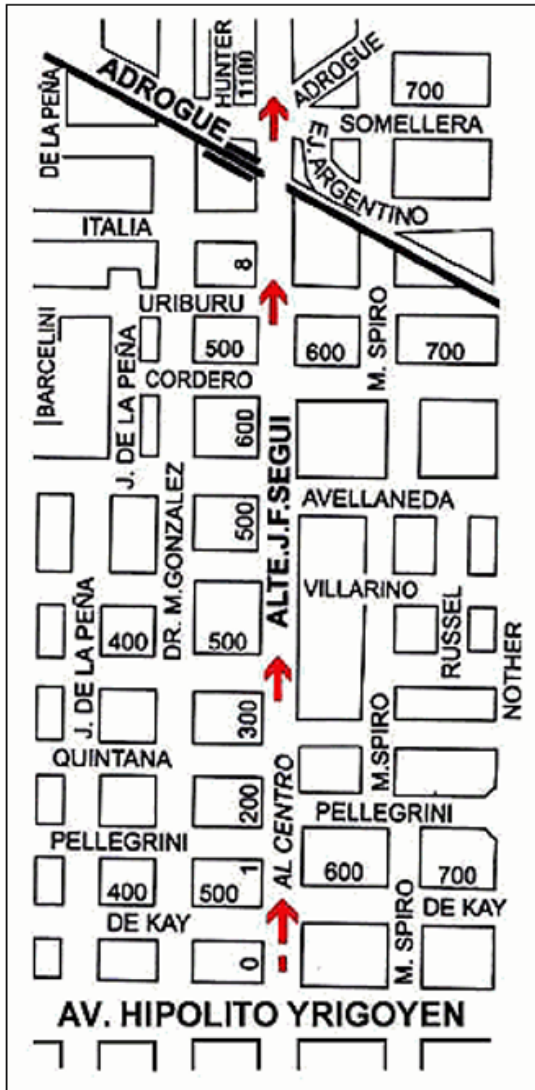 HUNTER
1100
ADROGUE
700
DE LA PEÑA
ADROGUE
SOMELLERA
E.J. ARGENTINO
ITALIA
8
URIBURU
500
600
M. SPIRO
700
BARCELINI
J. DE LA PEÑA
CORDERO
600
ALTE.J.F.SEGUI
DR. M.GONZALEZ
500
AVELLANEDA
VILLARINO
J. DE LA PEÑA
400
500
RUSSEL
NOTHER
300
QUINTANA
M.SPIRO
200
AL CENTRO
PELLEGRINI
PELLEGRINI
1
400
500
600
700
DE KAY
M. SPIRO
DE KAY
0
AV. HIPOLITO YRIGOYEN